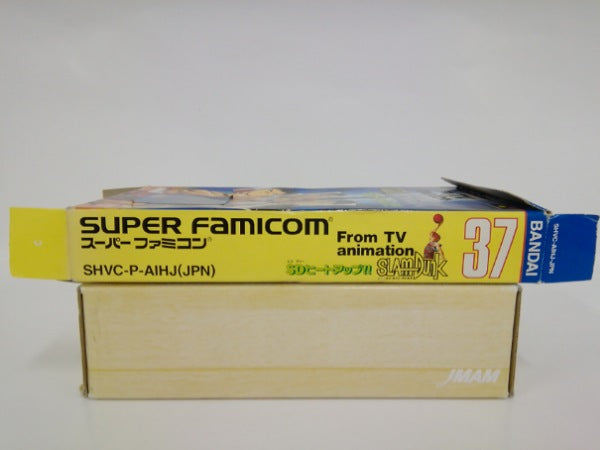 SUPER FAMICOM
スーパーファミコン
SHVC-P-AIHJ(JPN)
From TV
animation
SDヒートアップ!!
SLAM DUNK
37
BANDAI
SHVC-AIHJ-JPN
JMAM